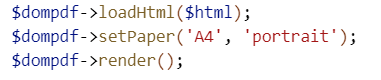 $dompdf->loadHtml($html);
$dompdf->setPaper('A4', 'portrait');
$dompdf->render();